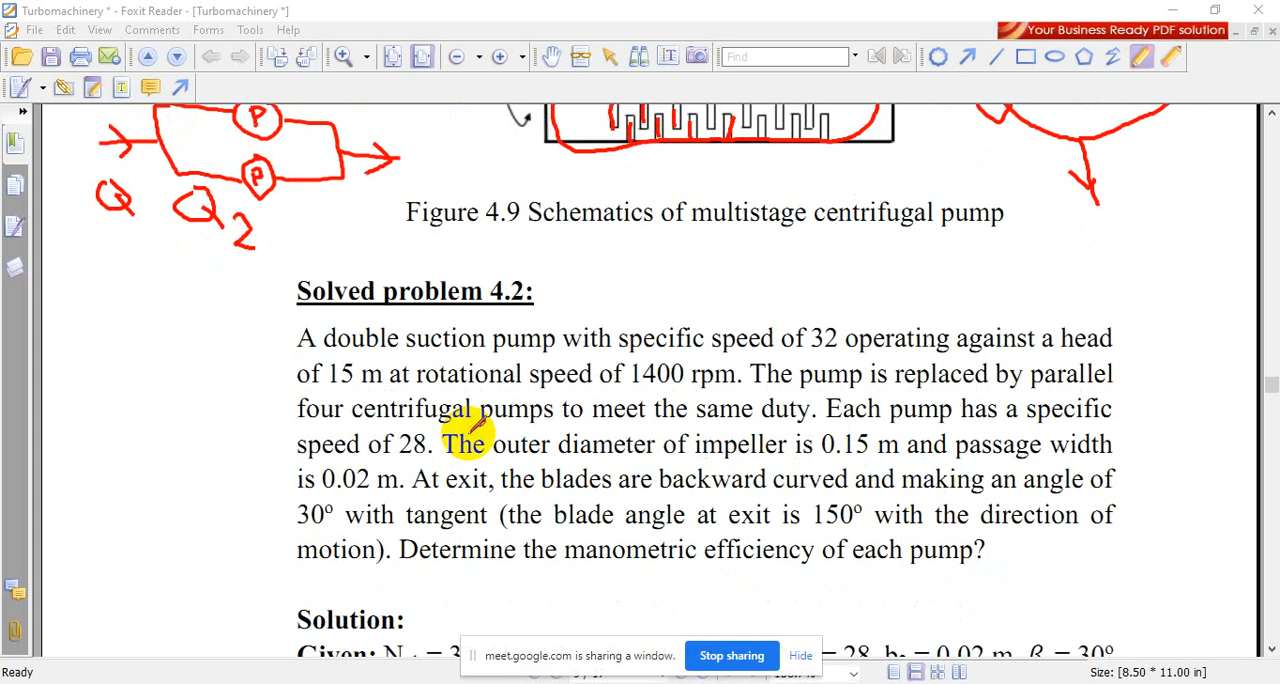 Turbomachinery * - Foxit Reader - [Turbomachinery *]
File Edit View Comments Forms Tools Help
Your Business Ready PDF solution
Find
P
P
Q Q 2
Figure 4.9 Schematics of multistage centrifugal pump
Solved problem 4.2:
A double suction pump with specific speed of 32 operating against a head
of 15 m at rotational speed of 1400 rpm. The pump is replaced by parallel
four centrifugal pumps to meet the same duty. Each pump has a specific
speed of 28. The outer diameter of impeller is 0.15 m and passage width
is 0.02 m. At exit, the blades are backward curved and making an angle of
30º with tangent (the blade angle at exit is 150º with the direction of
motion). Determine the manometric efficiency of each pump?
Solution:
meet.google.com is sharing a window. Stop sharing Hide
Ready Size: [8.50 * 11.00 in]